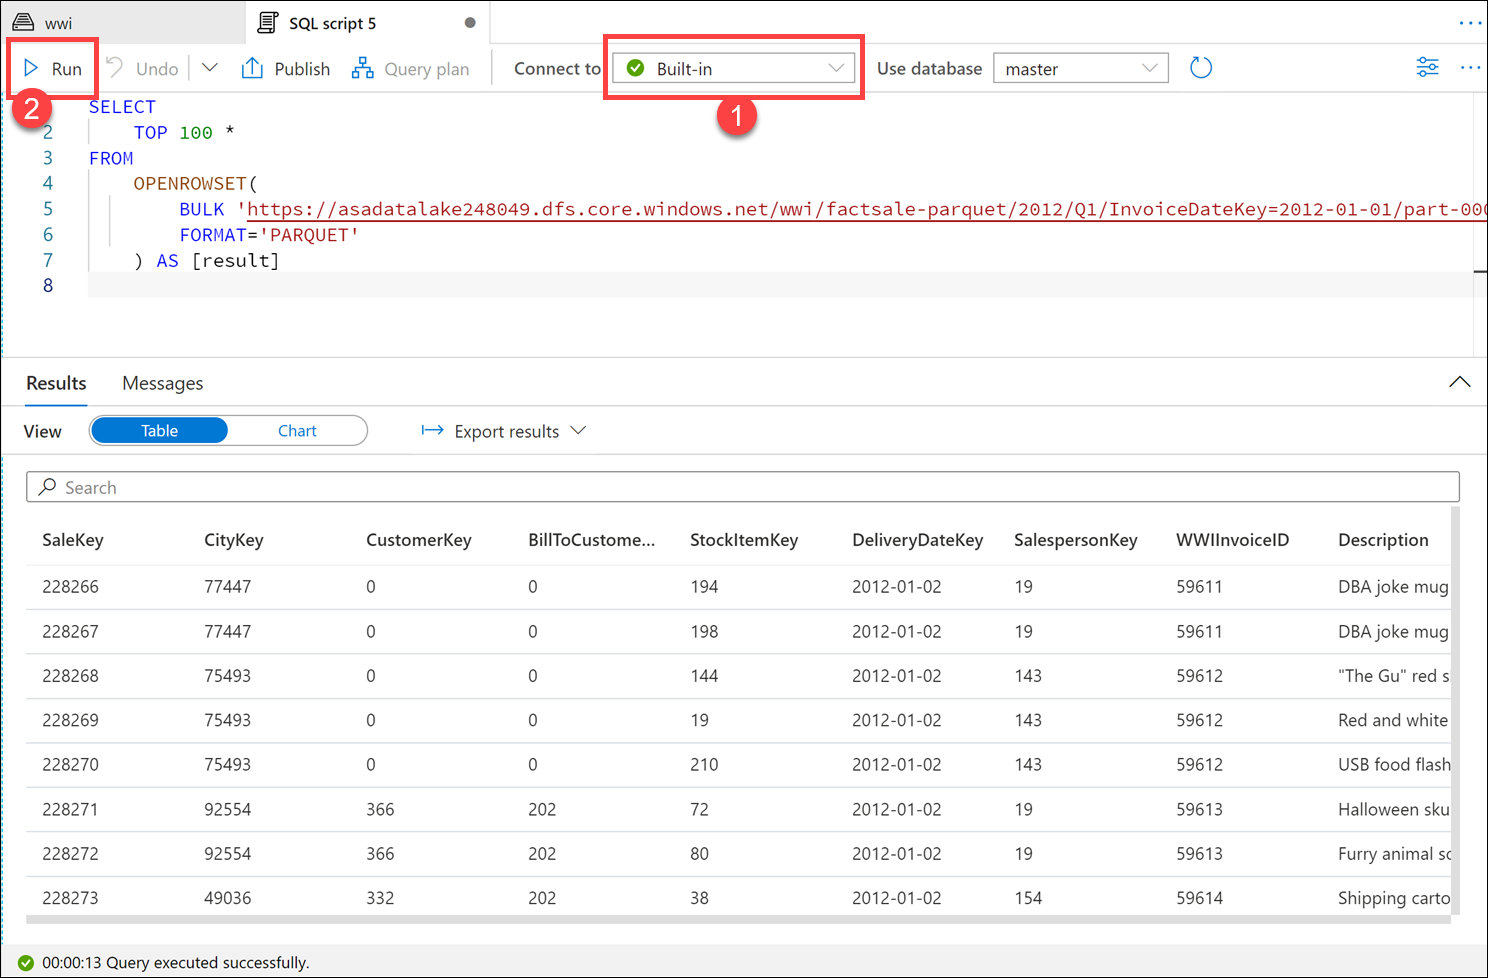 wwi SQL script 5
Run Undo Publish Query plan Connect to Built-in Use database master
2 1
SELECT
2 TOP 100 *
3 FROM
4 OPENROWSET(
5 BULK 'https://asadatalake248049.dfs.core.windows.net/wwi/factsale-parquet/2012/Q1/InvoiceDateKey=2012-01-01/part-000
6 FORMAT='PARQUET'
7 ) AS [result]
8
Results Messages
View Table Chart Export results
Search
SaleKey CityKey CustomerKey BillToCustome... StockItemKey DeliveryDateKey SalespersonKey WWIInvoiceID Description
228266 77447 0 0 194 2012-01-02 19 59611 DBA joke mug
228267 77447 0 0 198 2012-01-02 19 59611 DBA joke mug
228268 75493 0 0 144 2012-01-02 143 59612 "The Gu" red s
228269 75493 0 0 19 2012-01-02 143 59612 Red and white
228270 75493 0 0 210 2012-01-02 143 59612 USB food flash
228271 92554 366 202 72 2012-01-02 19 59613 Halloween sku
228272 92554 366 202 80 2012-01-02 19 59613 Furry animal so
228273 49036 332 202 38 2012-01-02 154 59614 Shipping carto
00:00:13 Query executed successfully.